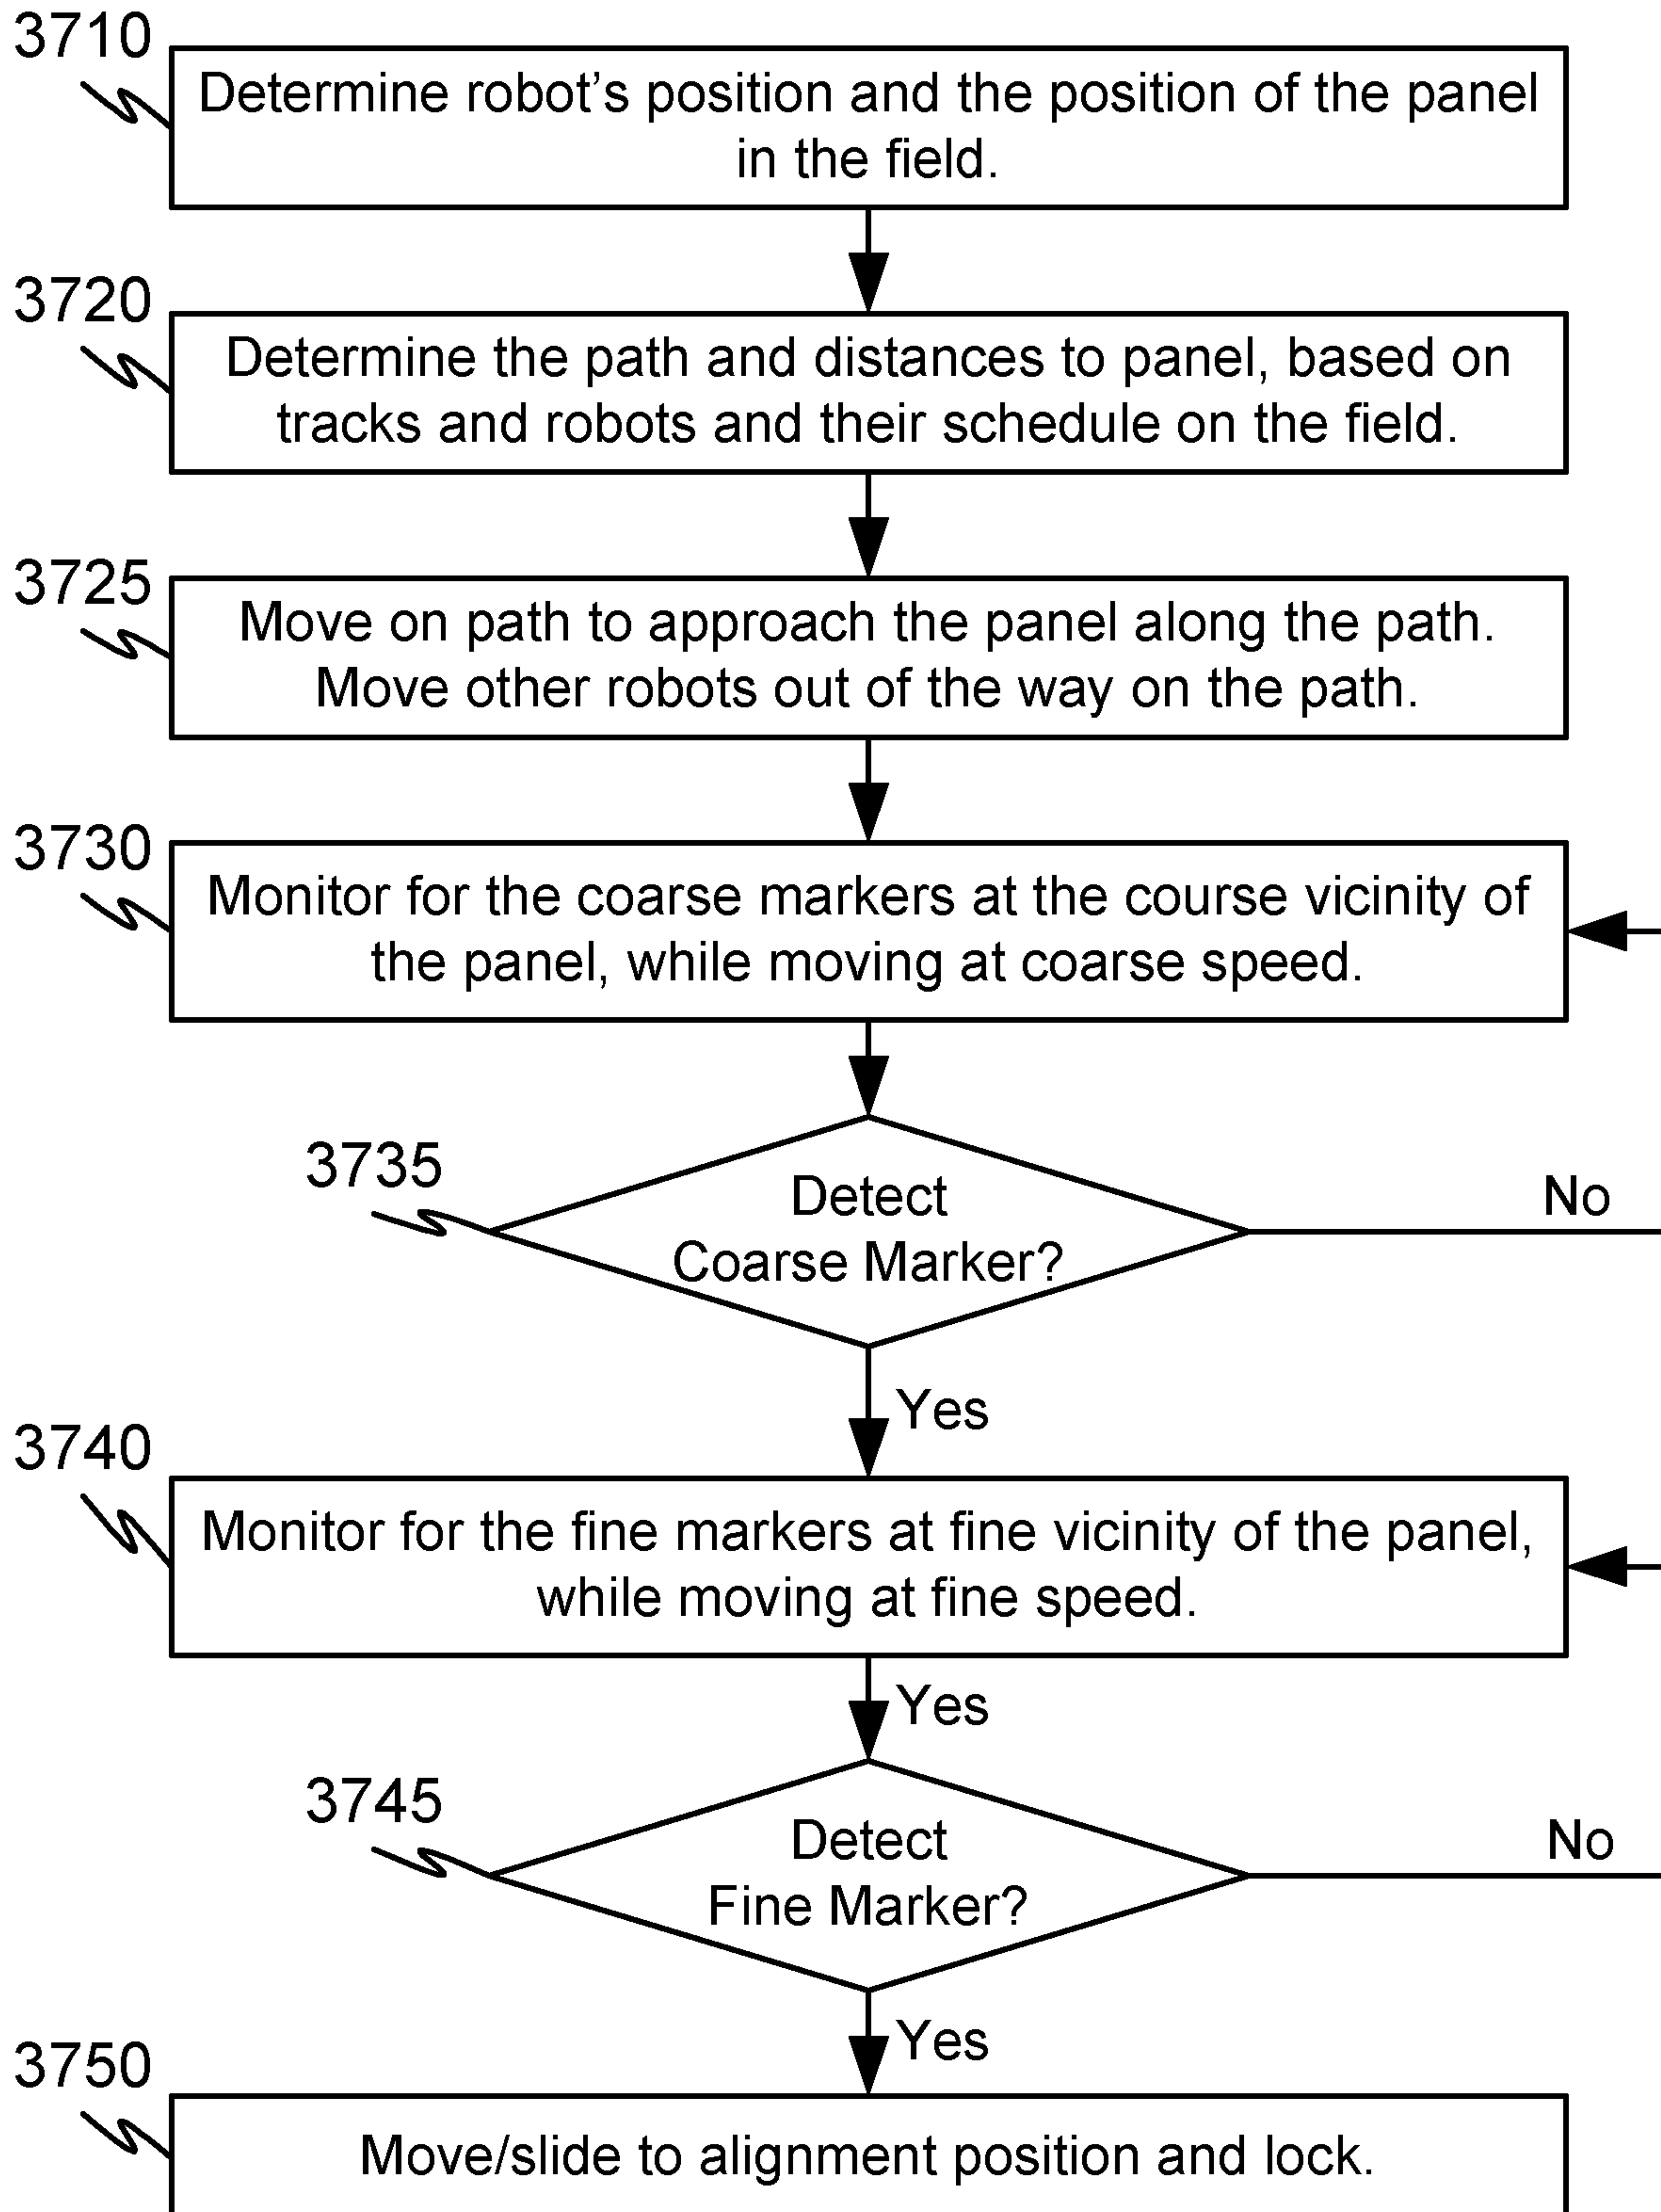 3710
Determine robot's position and the position of the panel
in the field.
3720
Determine the path and distances to panel, based on
tracks and robots and their schedule on the field.
3725
Move on path to approach the panel along the path.
Move other robots out of the way on the path.
3730
Monitor for the coarse markers at the course vicinity of
the panel, while moving at coarse speed.
3735
Detect
Coarse Marker?
No
Yes
3740
Monitor for the fine markers at fine vicinity of the panel,
while moving at fine speed.
Yes
3745
Detect
Fine Marker?
No
Yes
3750
Move/slide to alignment position and lock.